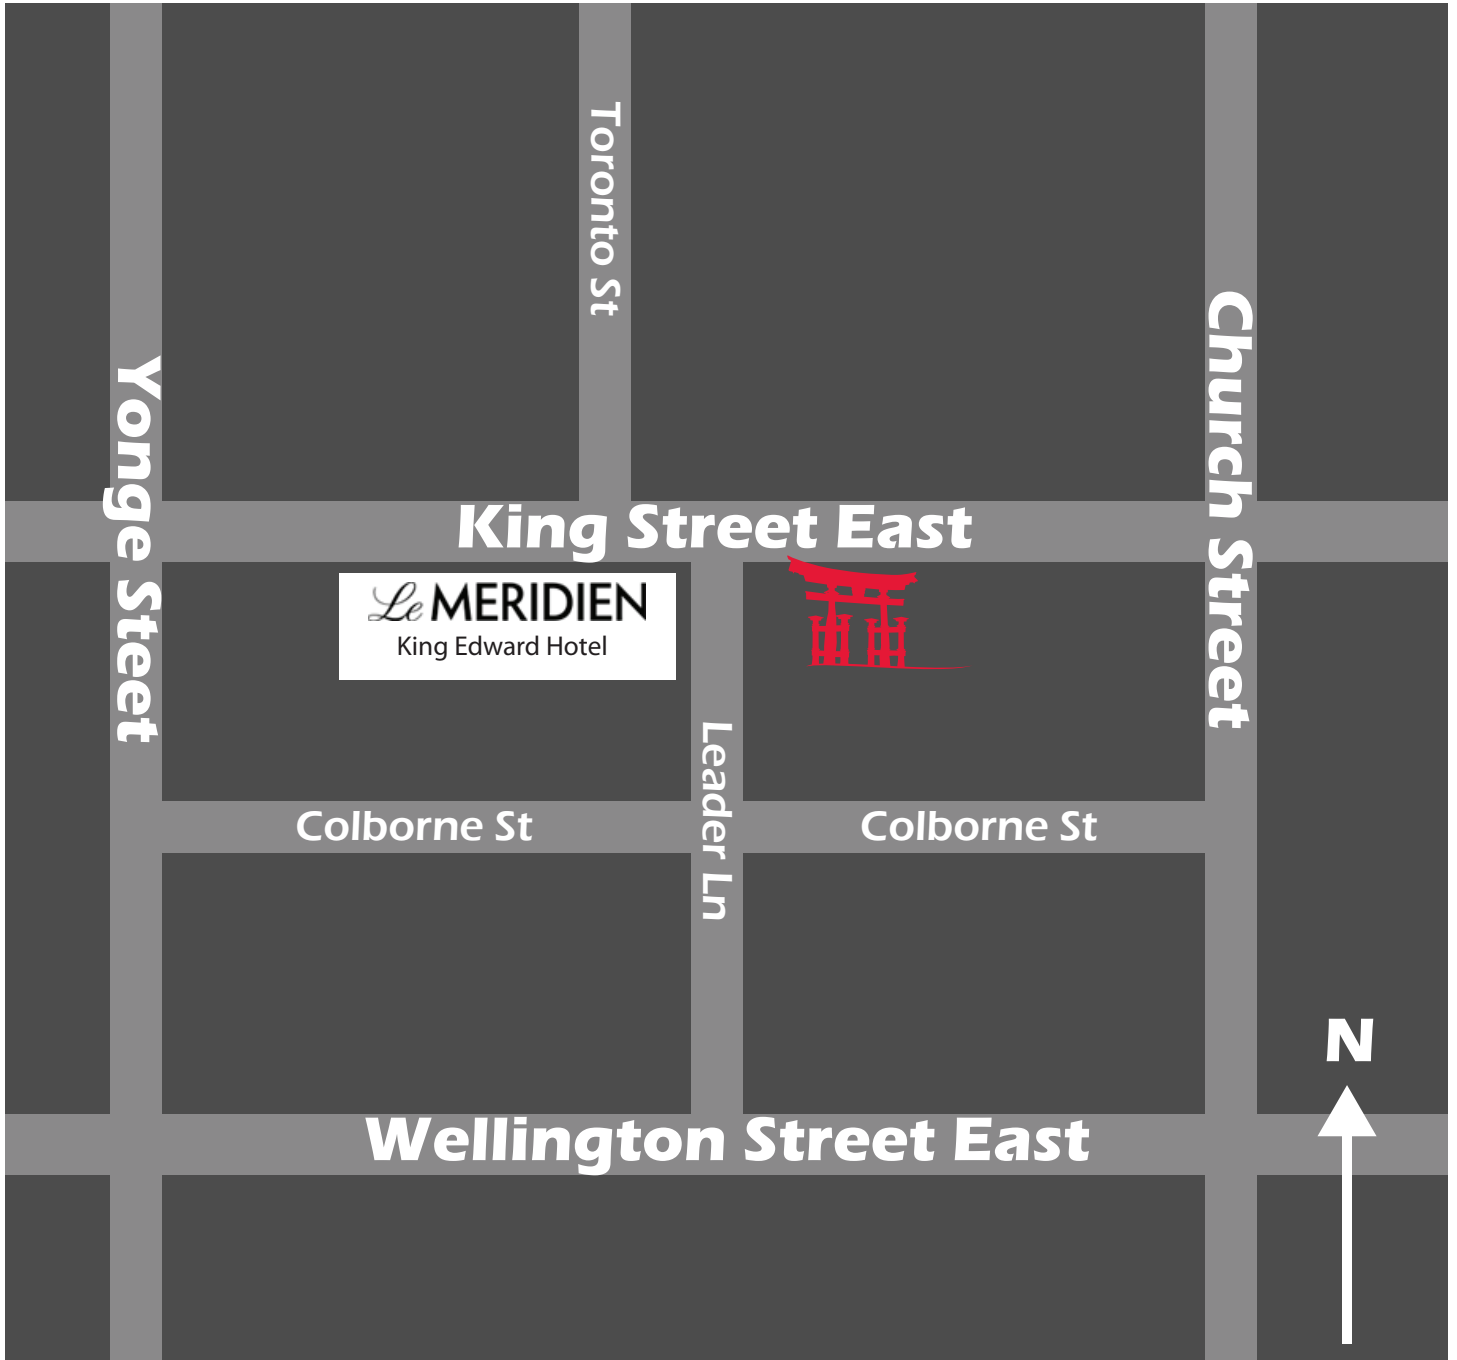 Toronto St
Church Street
Yonge Steet
King Street East
Le MERIDIEN
King Edward Hotel
Leader Ln
Colborne St
Colborne St
N
Wellington Street East